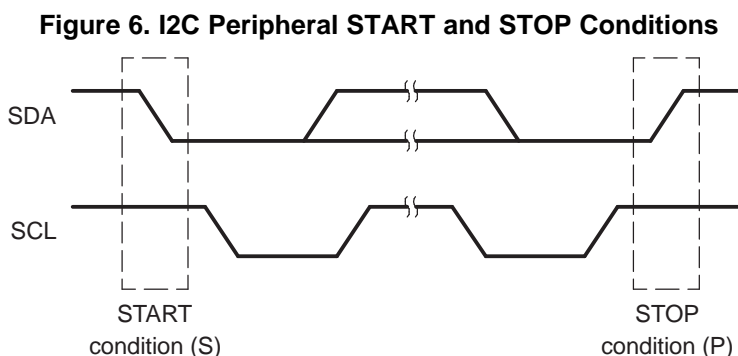 Figure 6. I2C Peripheral START and STOP Conditions
SDA
SCL
START
condition (S)
STOP
condition (P)